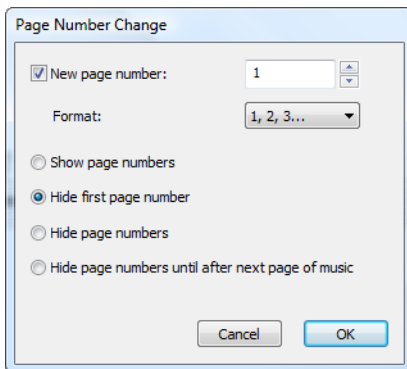 Page Number Change
New page number: 1
Format: 1, 2, 3...
Show page numbers
Hide first page number
Hide page numbers
Hide page numbers until after next page of music
Cancel OK